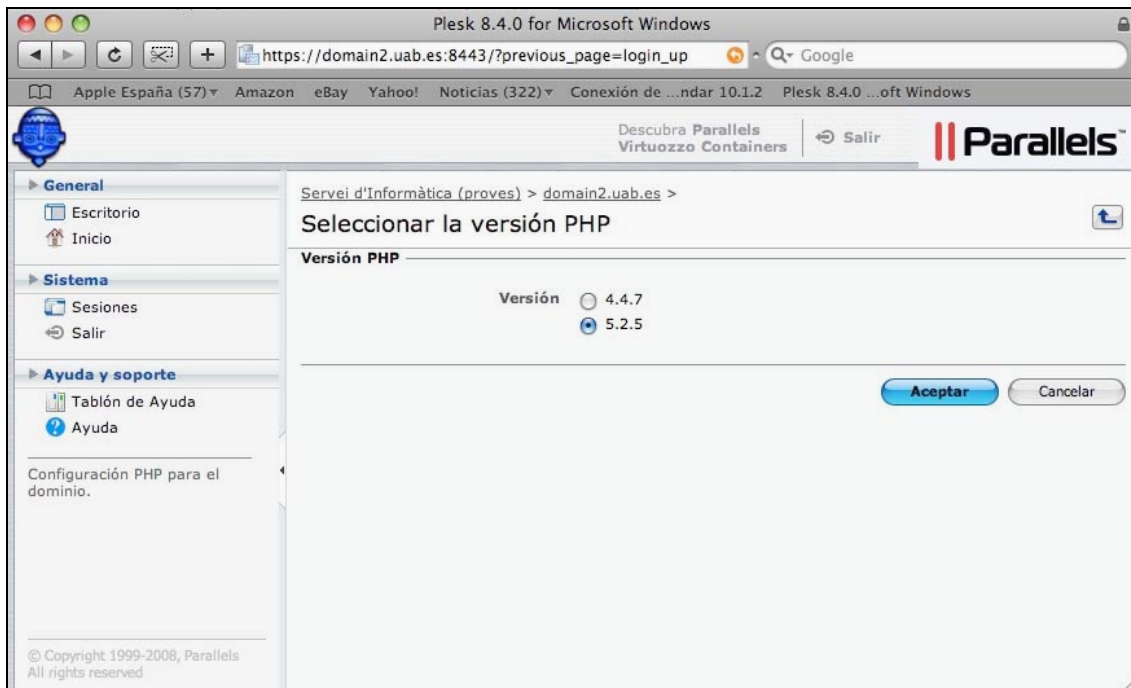 Plesk 8.4.0 for Microsoft Windows
https://domain2.uab.es:8443/?previous_page=login_up
Google
Apple España (57)
Amazon
eBay
Yahoo!
Noticias (322)
Conexión de ...ndar 10.1.2
Plesk 8.4.0 ...oft Windows
Descubra Parallels
Virtuozzo Containers
Salir
Parallels™
General
Escritorio
Inicio
Sistema
Sesiones
Salir
Ayuda y soporte
Tablón de Ayuda
Ayuda
Configuración PHP para el
dominio.
© Copyright 1999-2008, Parallels
All rights reserved
Servei d'Informàtica (proves) > domain2.uab.es >
Seleccionar la versión PHP
Versión PHP
Versión
4.4.7
5.2.5
Aceptar
Cancelar